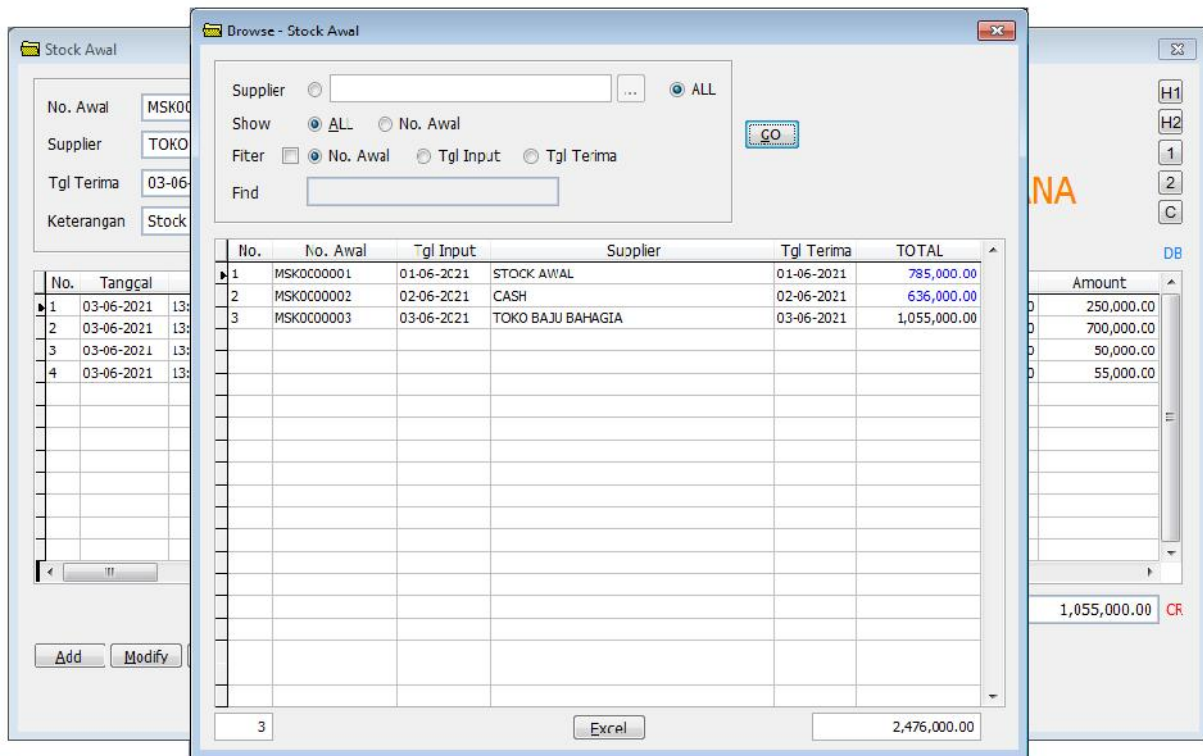 Browse - Stock Awal
Stock Awal
Supplier ... ALL
Show ALL No. Awal
GO
Fiter No. Awal Tgl Input Tgl Terima
Find
No. No. Awal Tgl Input Supplier Tgl Terima TOTAL
1 MSK0000001 01-06-2021 STOCK AWAL 01-06-2021 785,000.00
2 MSK0000002 02-06-2021 CASH 02-06-2021 636,000.00
3 MSK0000003 03-06-2021 TOKO BAJU BAHAGIA 03-06-2021 1,055,000.00
3 Excel 2,476,000.00
No. Awal MSK00
Supplier TOKO
Tgl Terima 03-06-
Keterangan Stock
No. Tanggal
1 03-06-2021 13:
2 03-06-2021 13:
3 03-06-2021 13:
4 03-06-2021 13:
Add Modify
H1
H2
1
2
C
NA
DB
Amount
250,000.00
700,000.00
50,000.00
55,000.00
1,055,000.00 CR